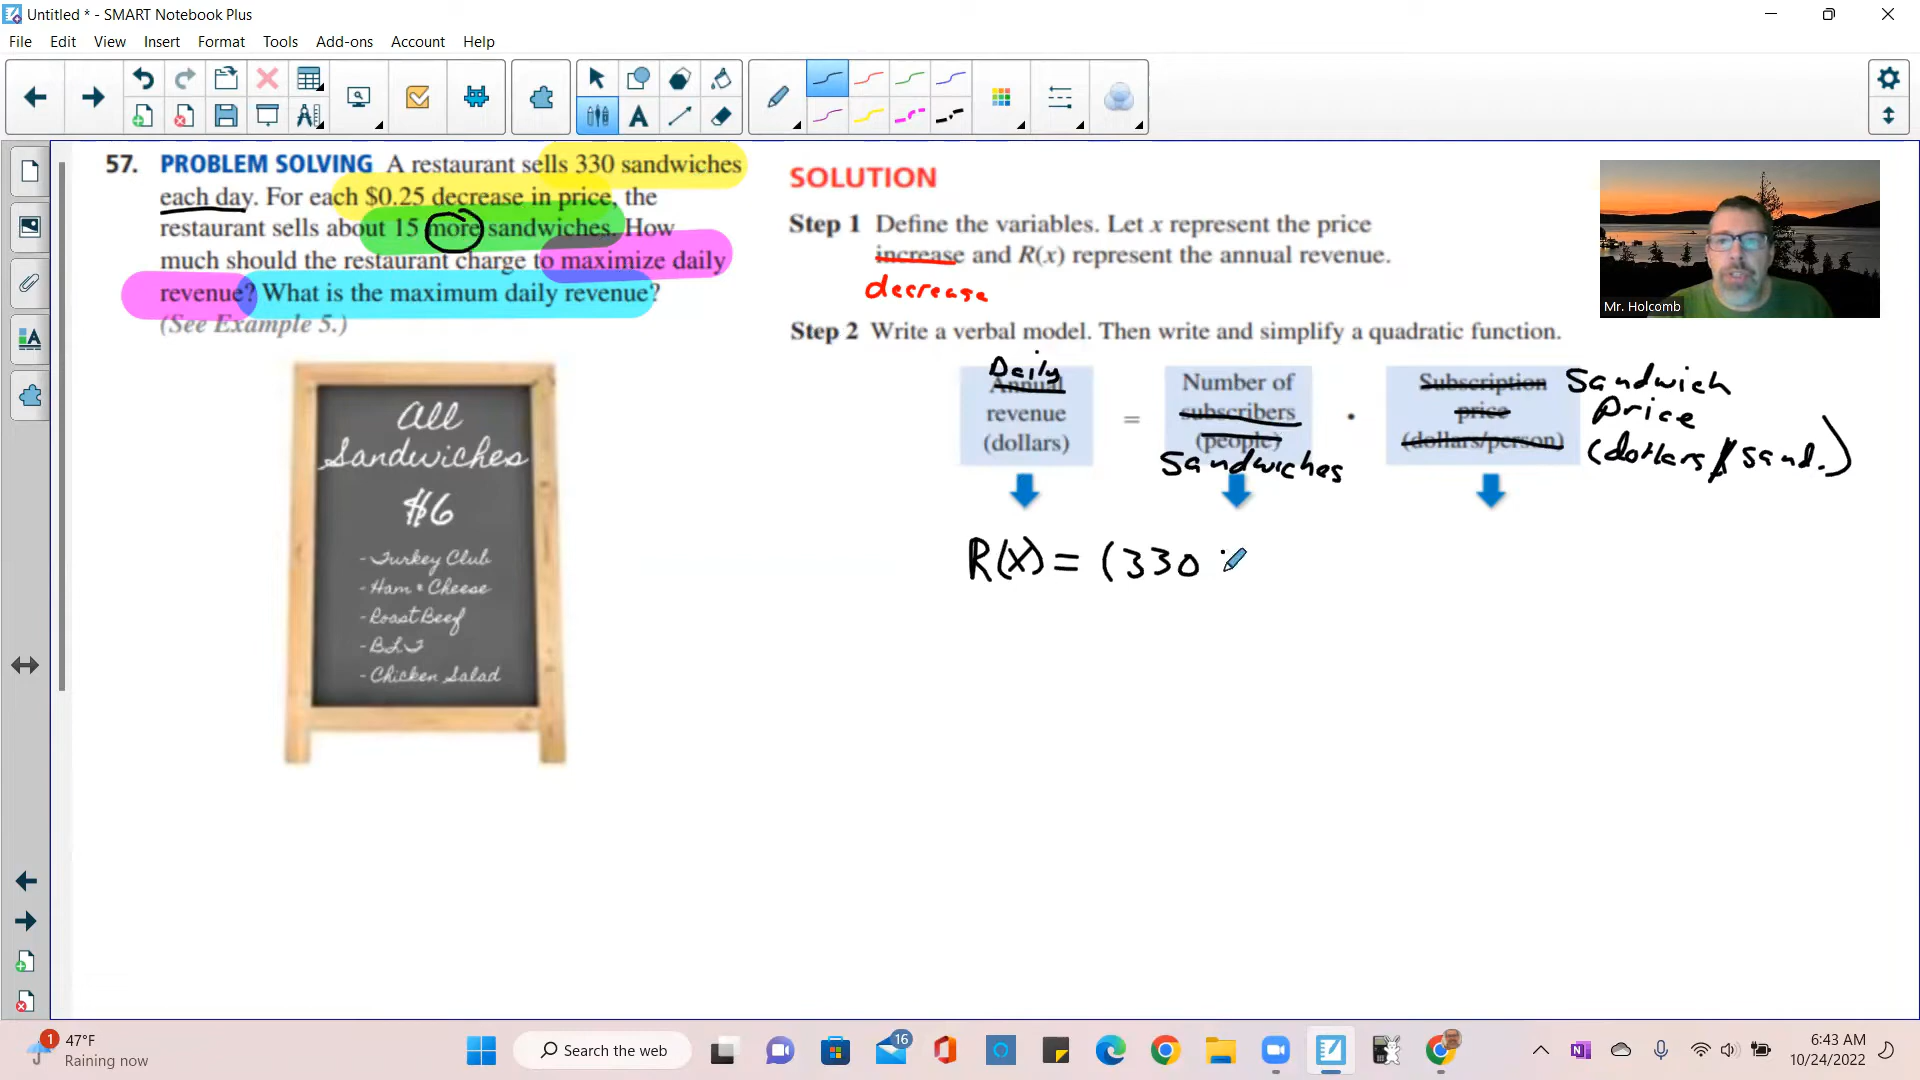 Untitled * - SMART Notebook Plus
File Edit View Insert Format Tools Add-ons Account Help
57. PROBLEM SOLVING A restaurant sells 330 sandwiches
each day. For each $0.25 decrease in price, the
restaurant sells about 15 more sandwiches. How
much should the restaurant charge to maximize daily
revenue? What is the maximum daily revenue?
(See Example 5.)
All
Sandwiches
$6
- Turkey Club
- Ham & Cheese
- Roast Beef
- BLT
- Chicken Salad
SOLUTION
Step 1 Define the variables. Let x represent the price
increase and R(x) represent the annual revenue.
decrease
Step 2 Write a verbal model. Then write and simplify a quadratic function.
Daily
Annual
revenue
(dollars)
=
Number of
subscribers
(people)
Sandwiches
•
Subscription
price
(dollars/person)
Sandwich
price
(dollars/sand.)
R(x) = (330
Mr. Holcomb
1
47°F
Raining now
Search the web
16
6:43 AM
10/24/2022